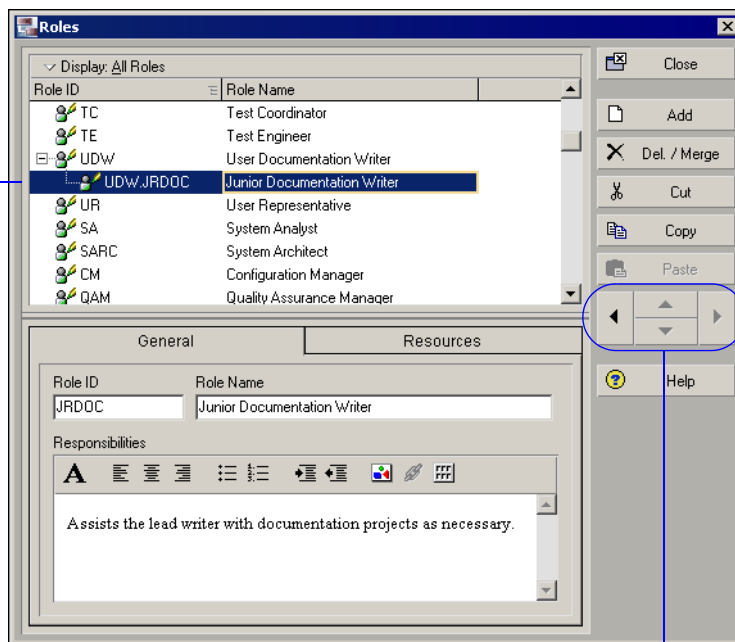 Roles
Display: All Roles
Role ID Role Name
TC Test Coordinator
TE Test Engineer
UDW User Documentation Writer
UDW.JRDOC Junior Documentation Writer
UR User Representative
SA System Analyst
SARC System Architect
CM Configuration Manager
QAM Quality Assurance Manager
Close
Add
Del. / Merge
Cut
Copy
Paste
Help
General Resources
Role ID Role Name
JRDOC Junior Documentation Writer
Responsibilities
A
Assists the lead writer with documentation projects as necessary.